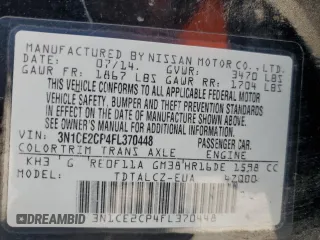 MANUFACTURED BY NISSAN MOTOR CO., LTD.
DATE: 07/14. GVWR: 3470 LBS
GAWR FR: 1867 LBS GAWR RR: 1704 LBS
THIS VEHICLE CONFORMS TO ALL APPLICABLE FEDERAL MOTOR
VEHICLE SAFETY, BUMPER AND THEFT PREVENTION STANDARDS
IN EFFECT ON THE DATE OF MANUFACTURE SHOWN ABOVE.
SEE OWNER'S MANUAL
VIN: 3N1CE2CP4FL370448 PASSENGER CAR.
COLOR TRIM TRANS AXLE ENGINE
KH3 G RE0F11A GM38 HR16DE 1598 CC
MODEL: TDTALCZ-EUA 42000
3N1CE2CP4FL370448
DREAMBID